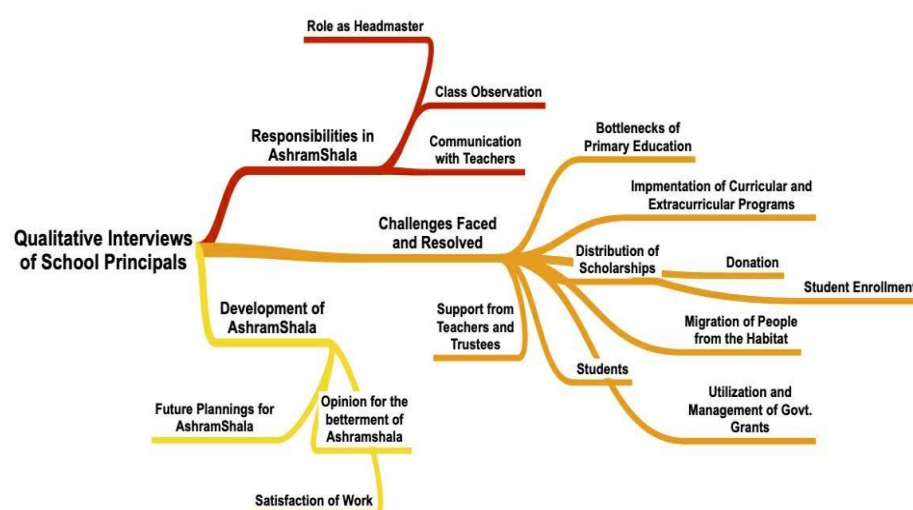 Role as Headmaster
Class Observation
Responsibilities in
AshramShala
Communication
with Teachers
Qualitative Interviews
of School Principals
Challenges Faced
and Resolved
Bottlenecks of
Primary Education
Impmentation of Curricular and
Extracurricular Programs
Distribution of
Scholarships
Donation
Student Enrollment
Migration of People
from the Habitat
Support from
Teachers and
Trustees
Students
Utilization and
Management of Govt.
Grants
Development of
AshramShala
Future Plannings for
AshramShala
Opinion for the
betterment of
Ashramshala
Satisfaction of Work